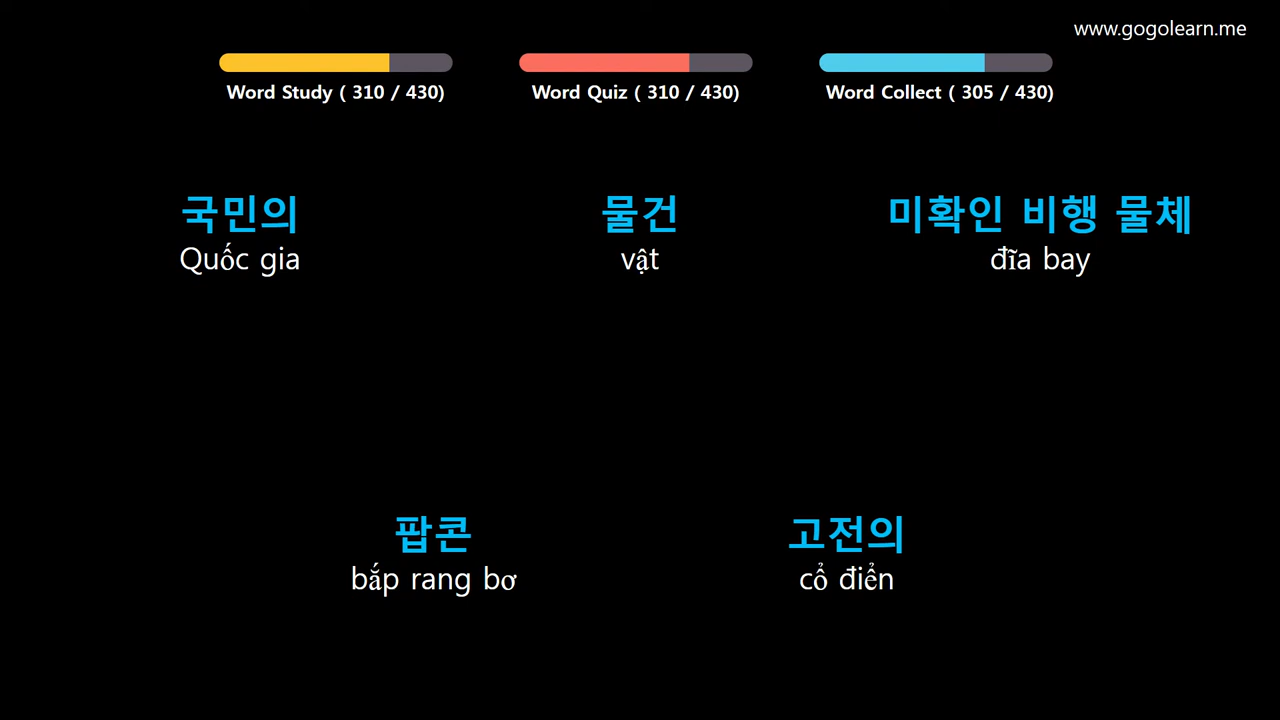 www.gogolearn.me
Word Study ( 310 / 430)
Word Quiz ( 310 / 430)
Word Collect ( 305 / 430)
국민의
Quốc gia
물건
vật
미확인 비행 물체
đĩa bay
팝콘
bắp rang bơ
고전의
cổ điển